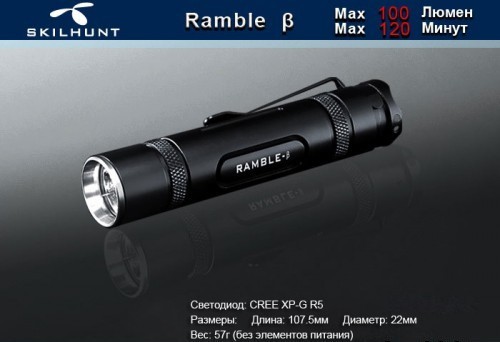 SKILHUNT
Ramble β
Max 100 Люмен
Max 120 Минут
RAMBLE-
Светодиод: CREE XP-G R5
Размеры: Длина: 107.5мм Диаметр: 22мм
Вес: 57г (без элементов питания)